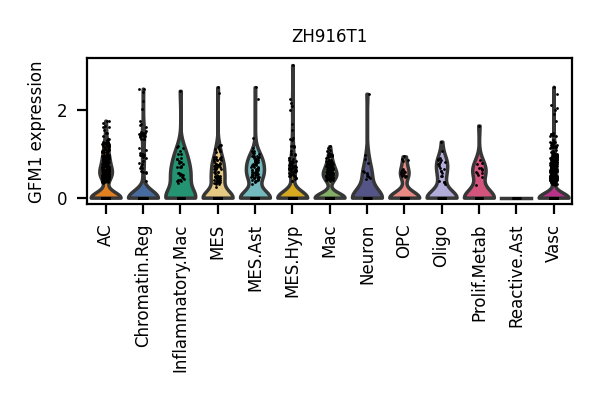 ZH916T1
GFM1 expression
2
0
AC
Chromatin.Reg
Inflammatory.Mac
MES
MES.Ast
MES.Hyp
Mac
Neuron
OPC
Oligo
Prolif.Metab
Reactive.Ast
Vasc